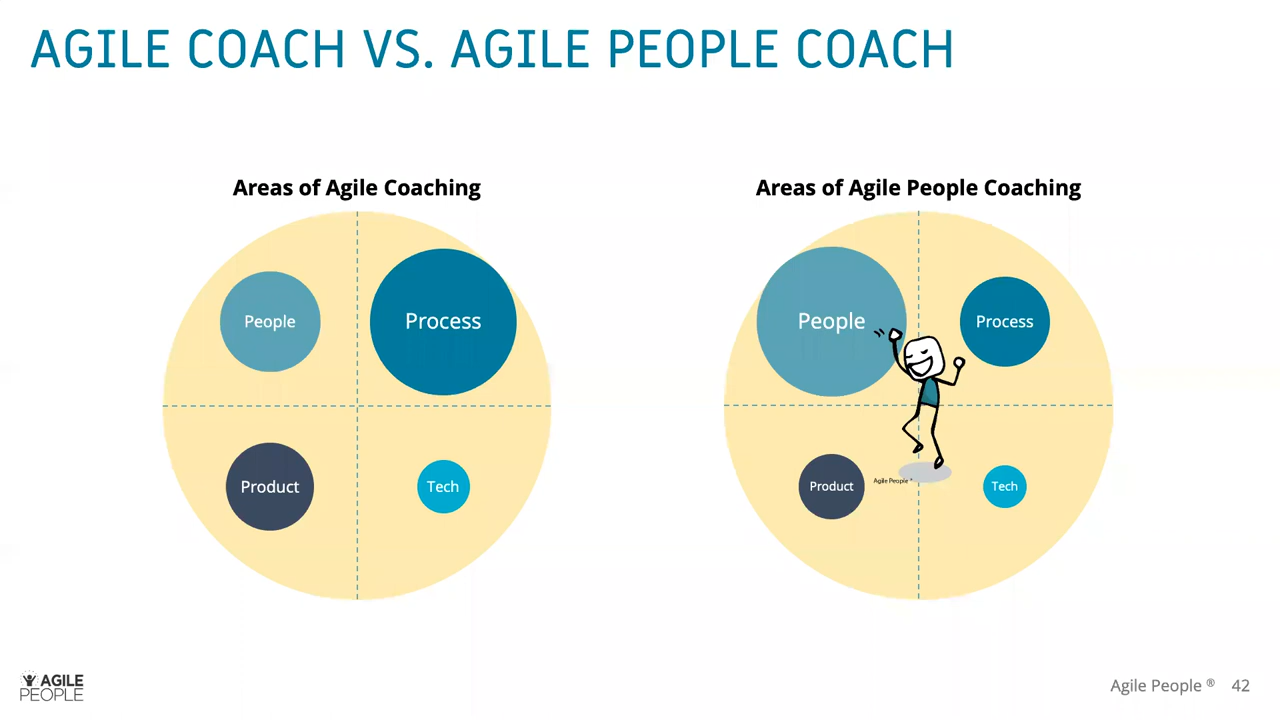 AGILE COACH VS. AGILE PEOPLE COACH
Areas of Agile Coaching
People
Process
Product
Tech
Areas of Agile People Coaching
People
Process
Product
Agile People ®
Tech
AGILE
PEOPLE
Agile People ® 42